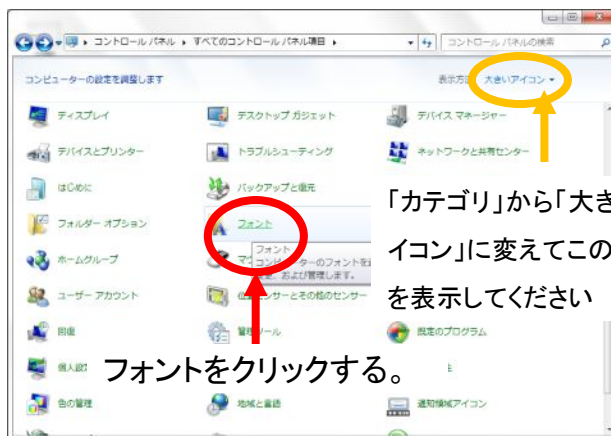 コントロール パネル ▸ すべてのコントロール パネル項目 ▸
コントロール パネルの検索
コンピューターの設定を調整します
大きいアイコン
ディスプレイ
デスクトップ ガジェット
デバイス マネージャー
デバイスとプリンター
トラブルシューティング
ネットワークと共有センター
はじめに
バックアップと復元
フォルダー オプション
フォント
「カテゴリ」から「大き
イコン」に変えてこの
を表示してください
フォント
コンピューターのフォントを
および管理します。
ホームグループ
ユーザー アカウント
センサーとその他のセンサー
回復
管理ツール
既定のプログラム
個人設
フォントをクリックする。
色の管理
地域と言語
通知領域アイコン